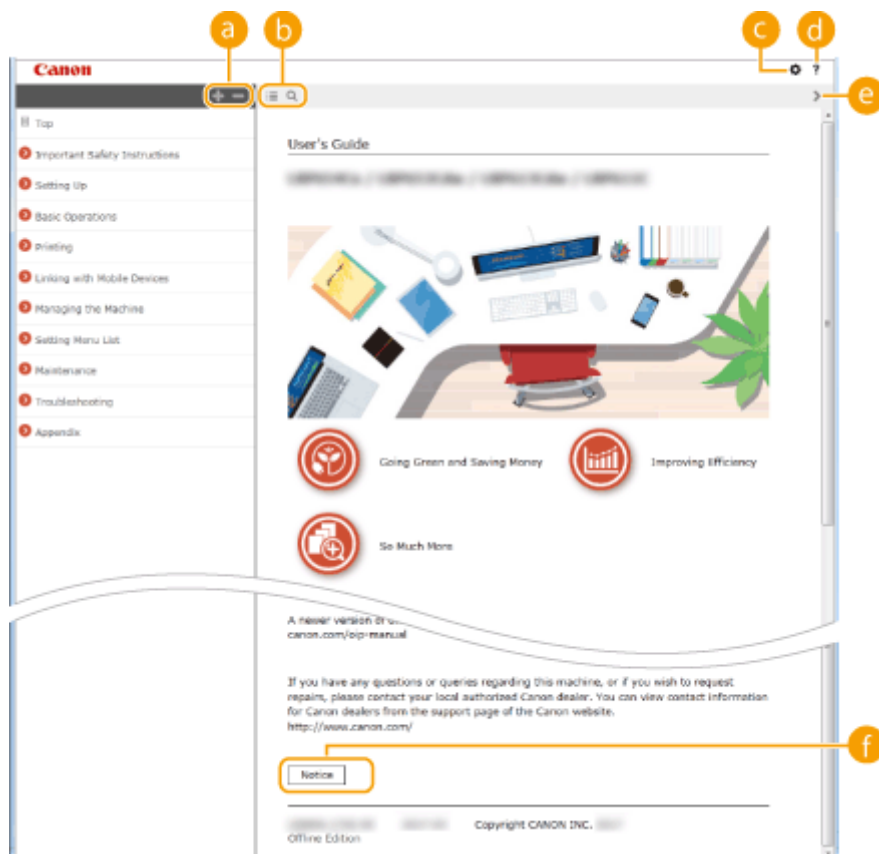 a
b
c
d
Canon
?
e
Top
Important Safety Instructions
Setting Up
Basic Operations
Printing
Linking with Mobile Devices
Managing the Machine
Setting Menu List
Maintenance
Troubleshooting
Appendix
User's Guide
Going Green and Saving Money
Improving Efficiency
So Much More
A newer version of
canon.com/oip-manual
If you have any questions or queries regarding this machine, or if you wish to request
repairs, please contact your local authorized Canon dealer. You can view contact information
for Canon dealers from the support page of the Canon website.
http://www.canon.com/
f
Notice
Copyright CANON INC.
Offline Edition